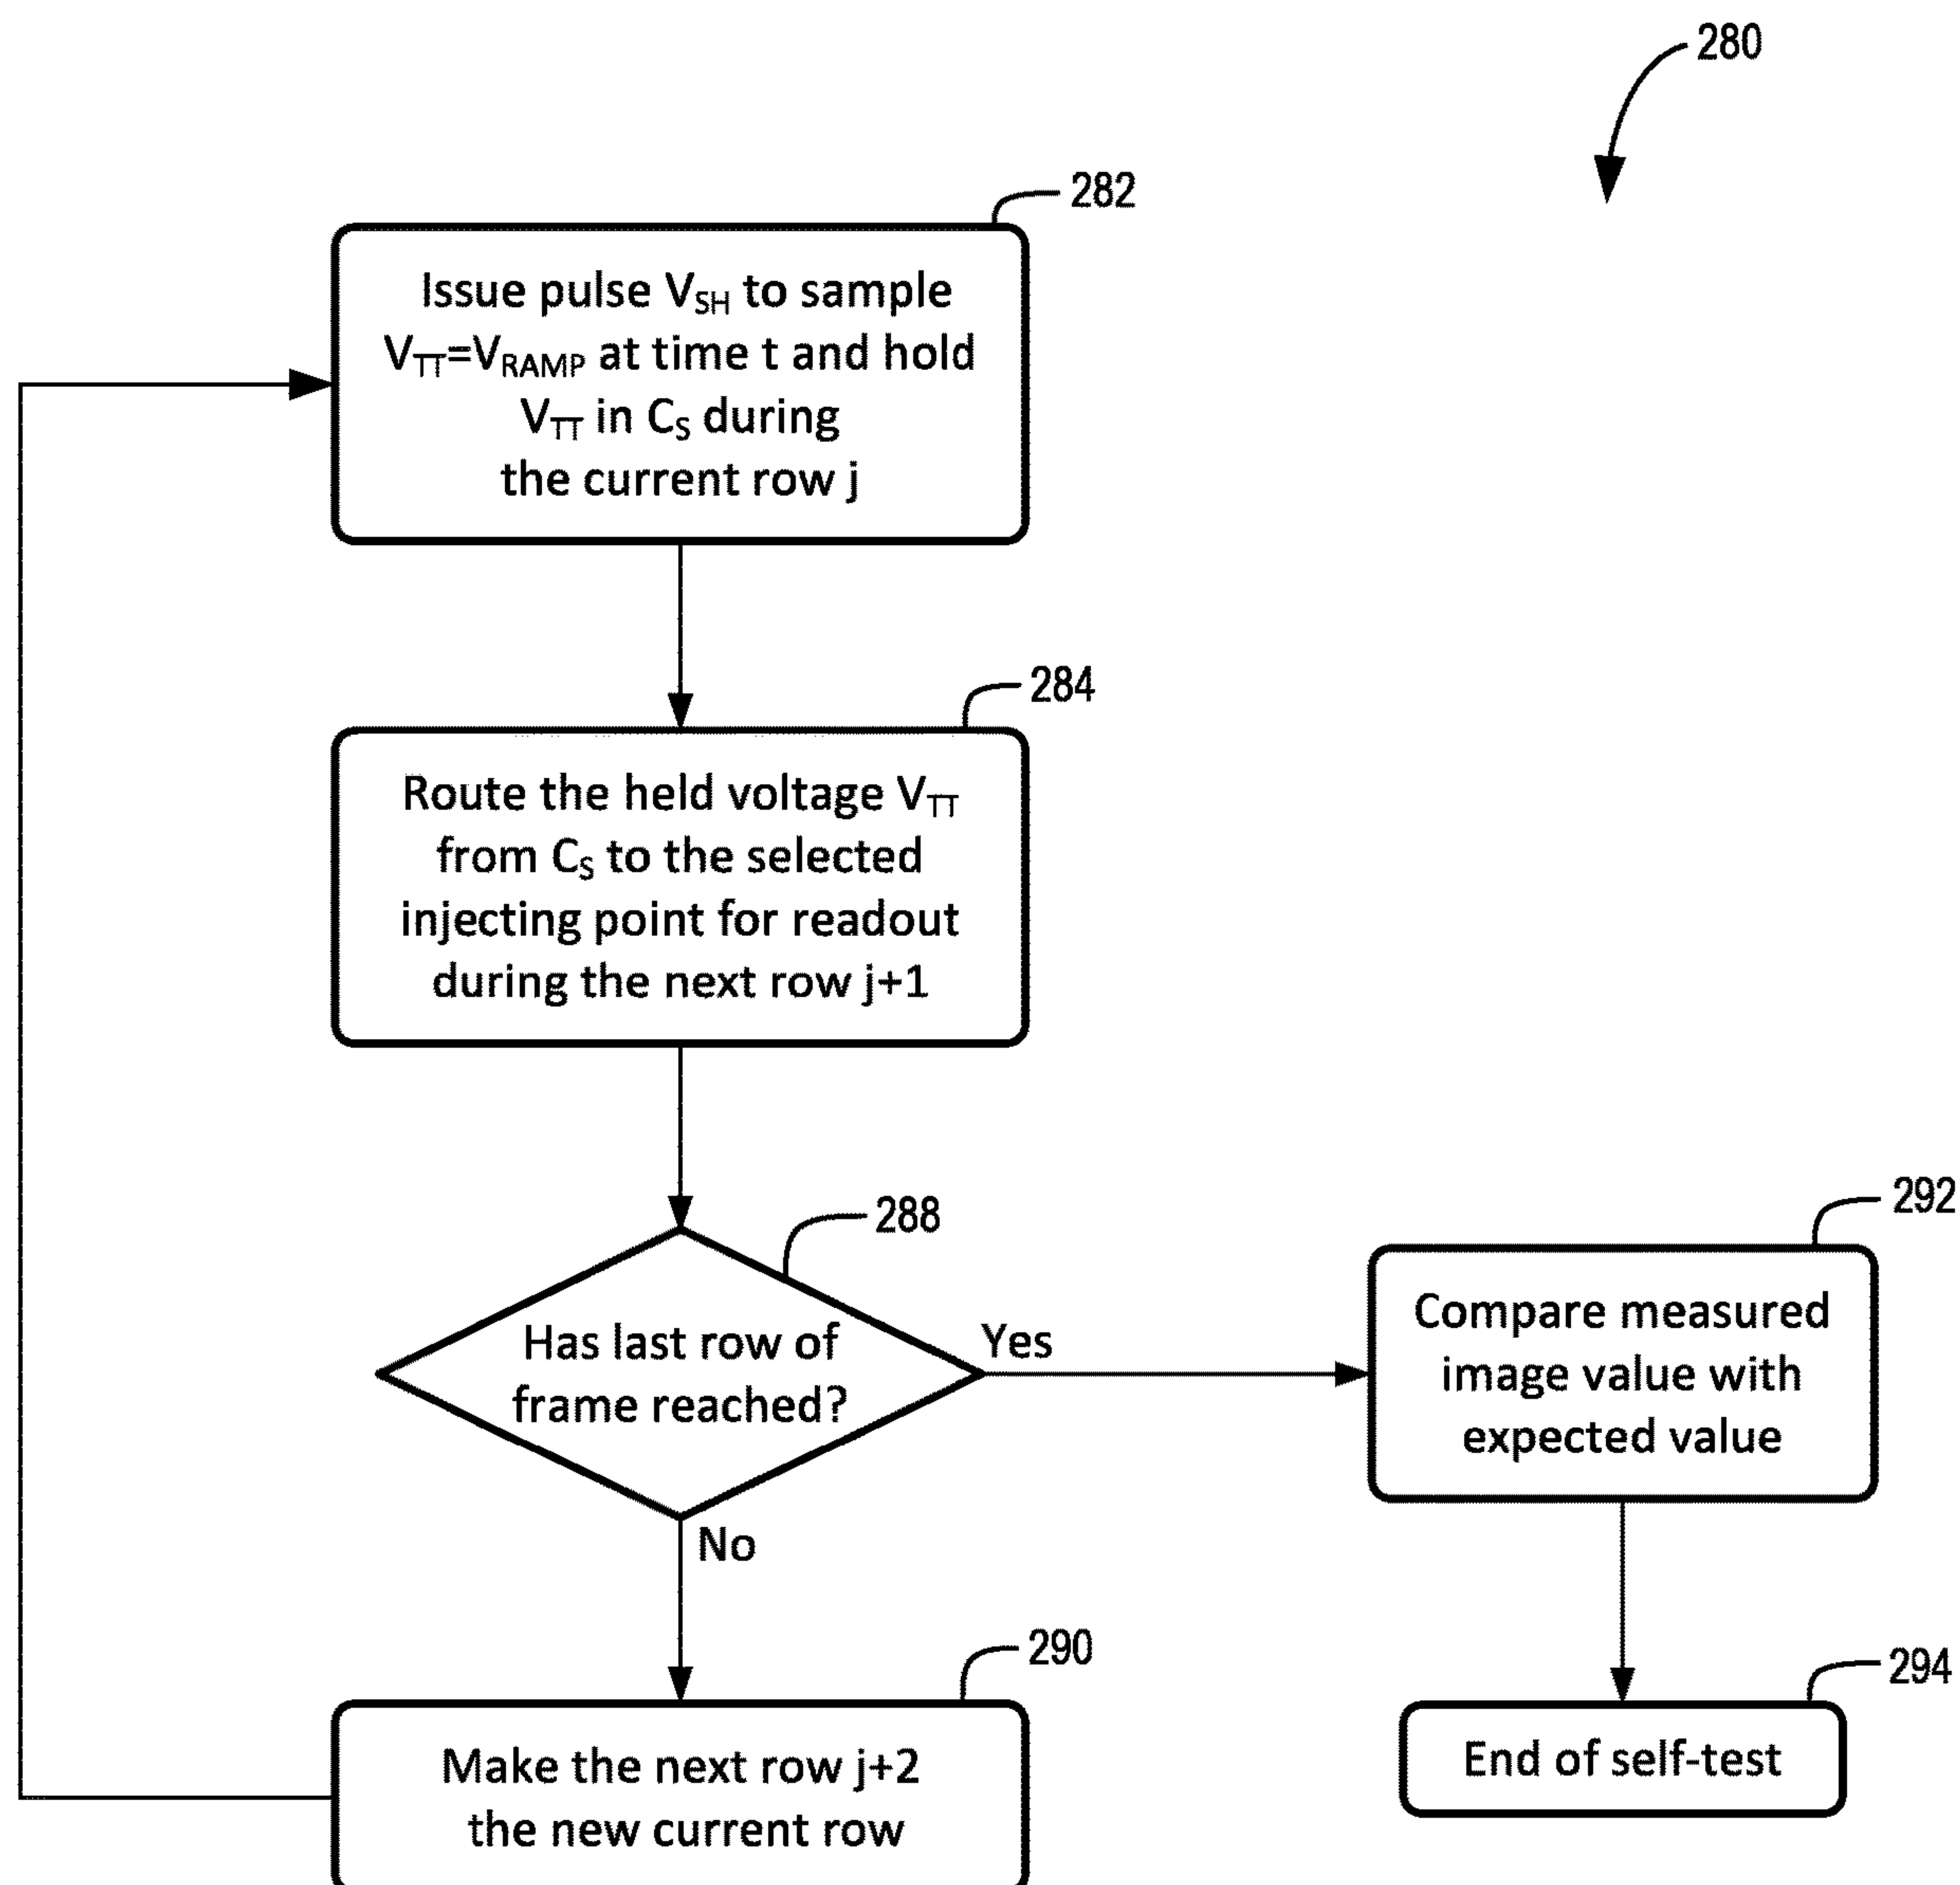 280
282
Issue pulse V_SH to sample
V_TT=V_RAMP at time t and hold
V_TT in C_S during
the current row j
284
Route the held voltage V_TT
from C_S to the selected
injecting point for readout
during the next row j+1
288
Has last row of
frame reached?
Yes
No
292
Compare measured
image value with
expected value
290
Make the next row j+2
the new current row
294
End of self-test